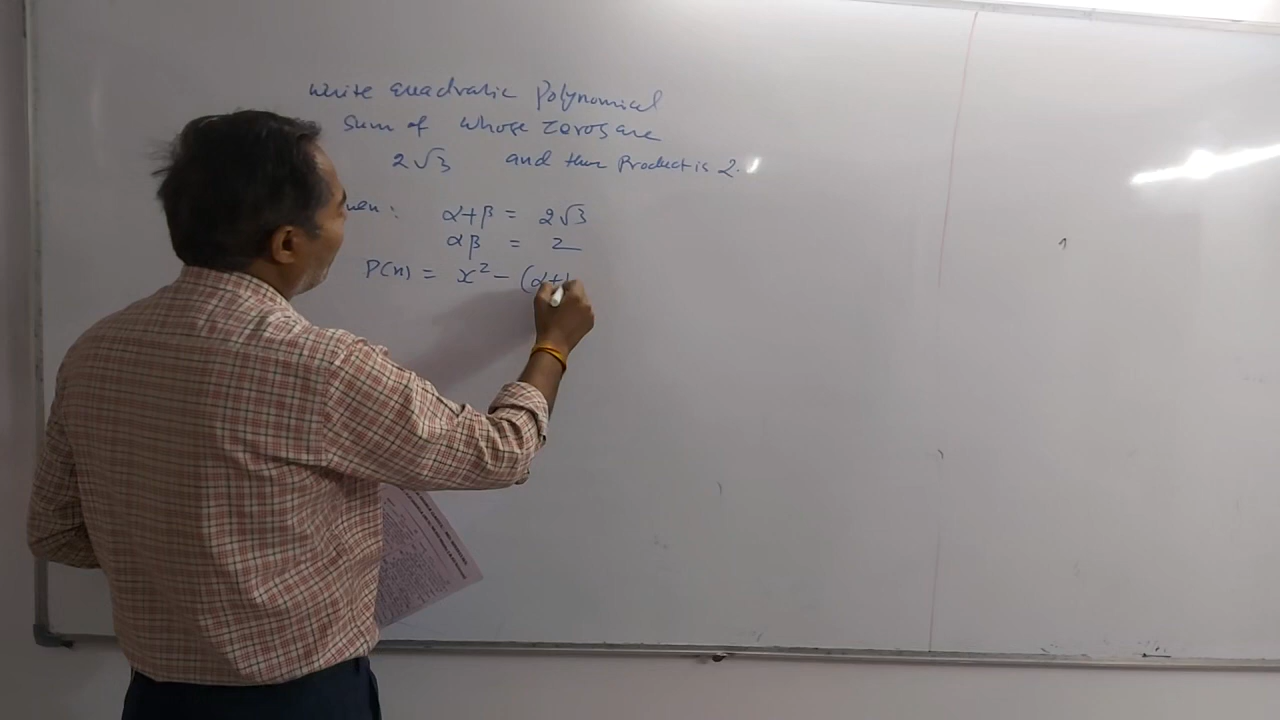 write quadratic Polynomical
Sum of whose zeros are
2√3 and their Product is 2.
α+β = 2√3
αβ = 2
P(x) = x² - (α+